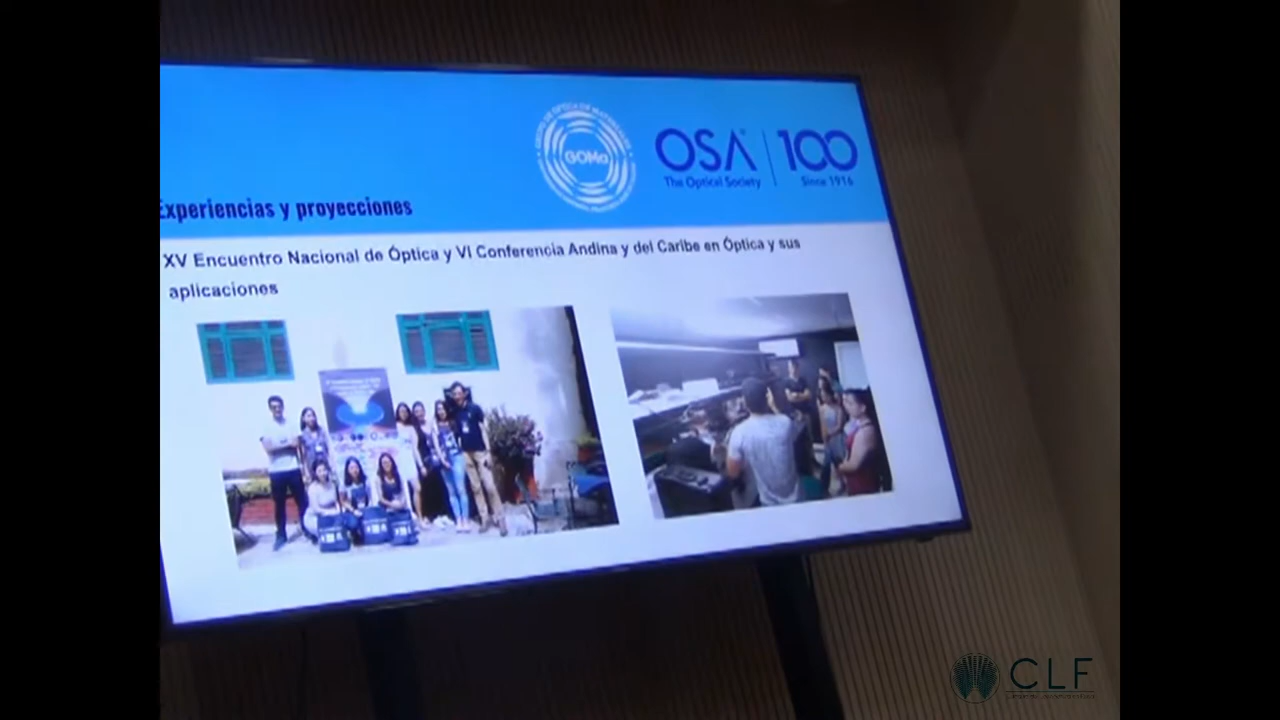 GOMa
OSA | 100
The Optical Society
Since 1916
Experiencias y proyecciones
XV Encuentro Nacional de Óptica y VI Conferencia Andina y del Caribe en Óptica y sus
aplicaciones
CLF